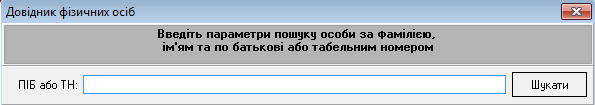 Довідник фізичних осіб
Введіть параметри пошуку особи за фамілією,
ім'ям та по батькові або табельним номером
ПІБ або ТН:
Шукати